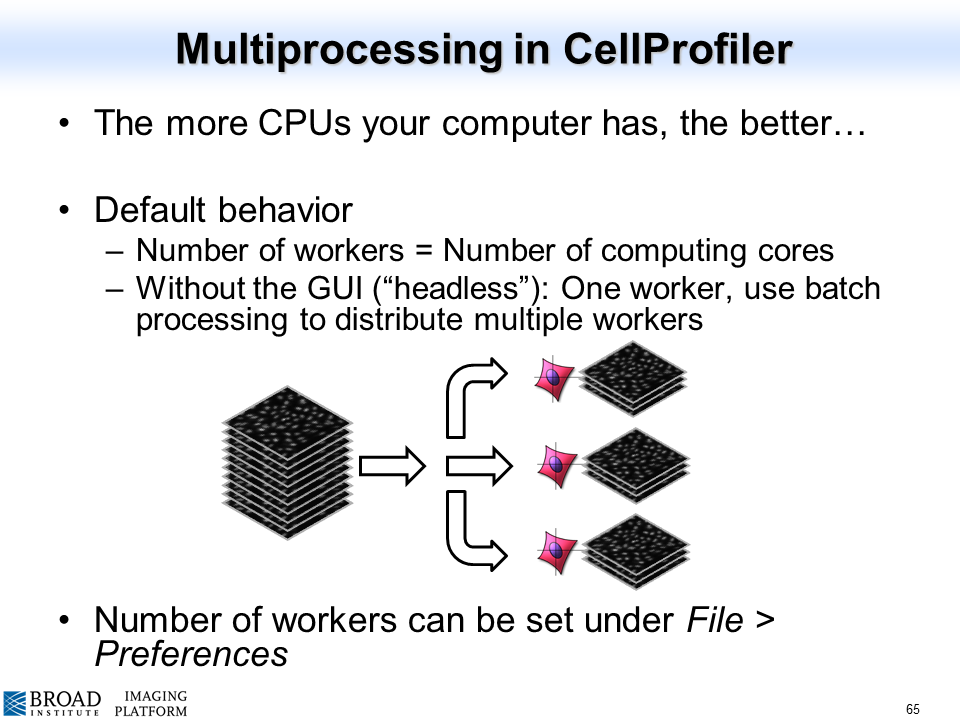 Multiprocessing in CellProfiler
• The more CPUs your computer has, the better…
• Default behavior
– Number of workers = Number of computing cores
– Without the GUI (“headless”): One worker, use batch
processing to distribute multiple workers
• Number of workers can be set under File >
Preferences
BROAD
INSTITUTE
IMAGING
PLATFORM
65